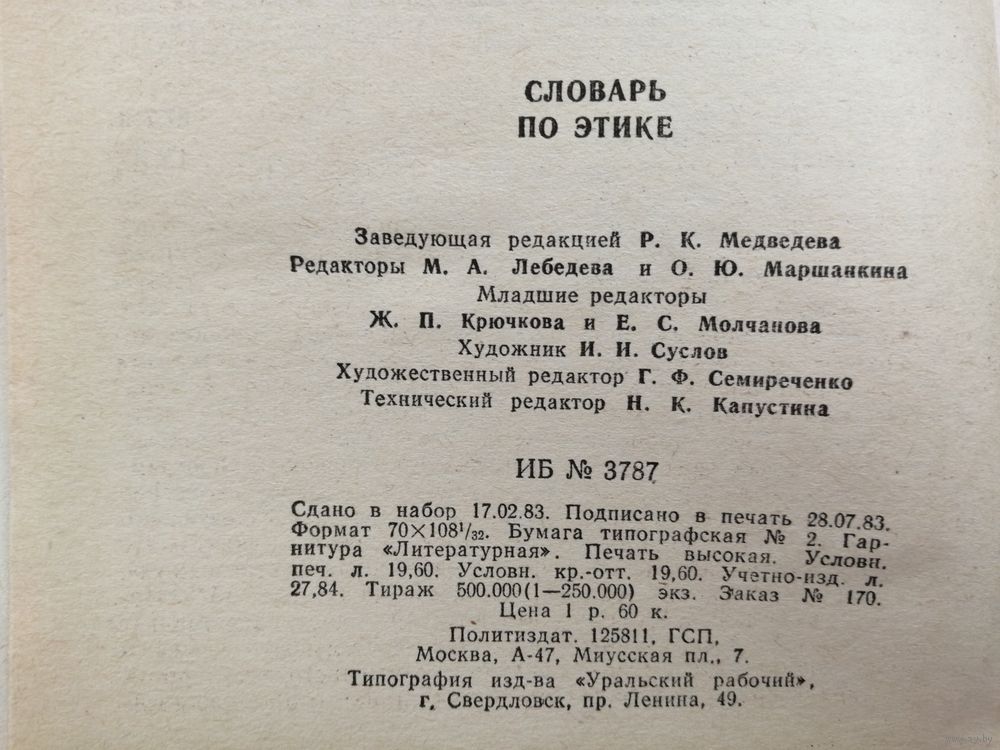 СЛОВАРЬ
ПО ЭТИКЕ
Заведующая редакцией Р. К. Медведева
Редакторы М. А. Лебедева и О. Ю. Маршанкина
Младшие редакторы
Ж. П. Крючкова и Е. С. Молчанова
Художник И. И. Суслов
Художественный редактор Г. Ф. Семиреченко
Технический редактор Н. К. Капустина
ИБ № 3787
Сдано в набор 17.02.83. Подписано в печать 28.07.83.
Формат 70×108¹/₃₂. Бумага типографская № 2. Гар-
нитура «Литературная». Печать высокая. Условн.
печ. л. 19,60. Условн. кр.-отт. 19,60. Учетно-изд. л.
27,84. Тираж 500.000(1—250.000) экз. Заказ № 170.
Цена 1 р. 60 к.
Политиздат. 125811, ГСП,
Москва, А-47, Миусская пл., 7.
Типография изд-ва «Уральский рабочий»,
г. Свердловск, пр. Ленина, 49.